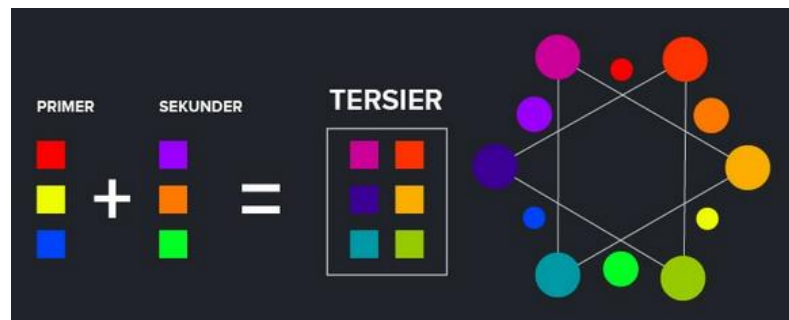 PRIMER
SEKUNDER
TERSIER
+
=